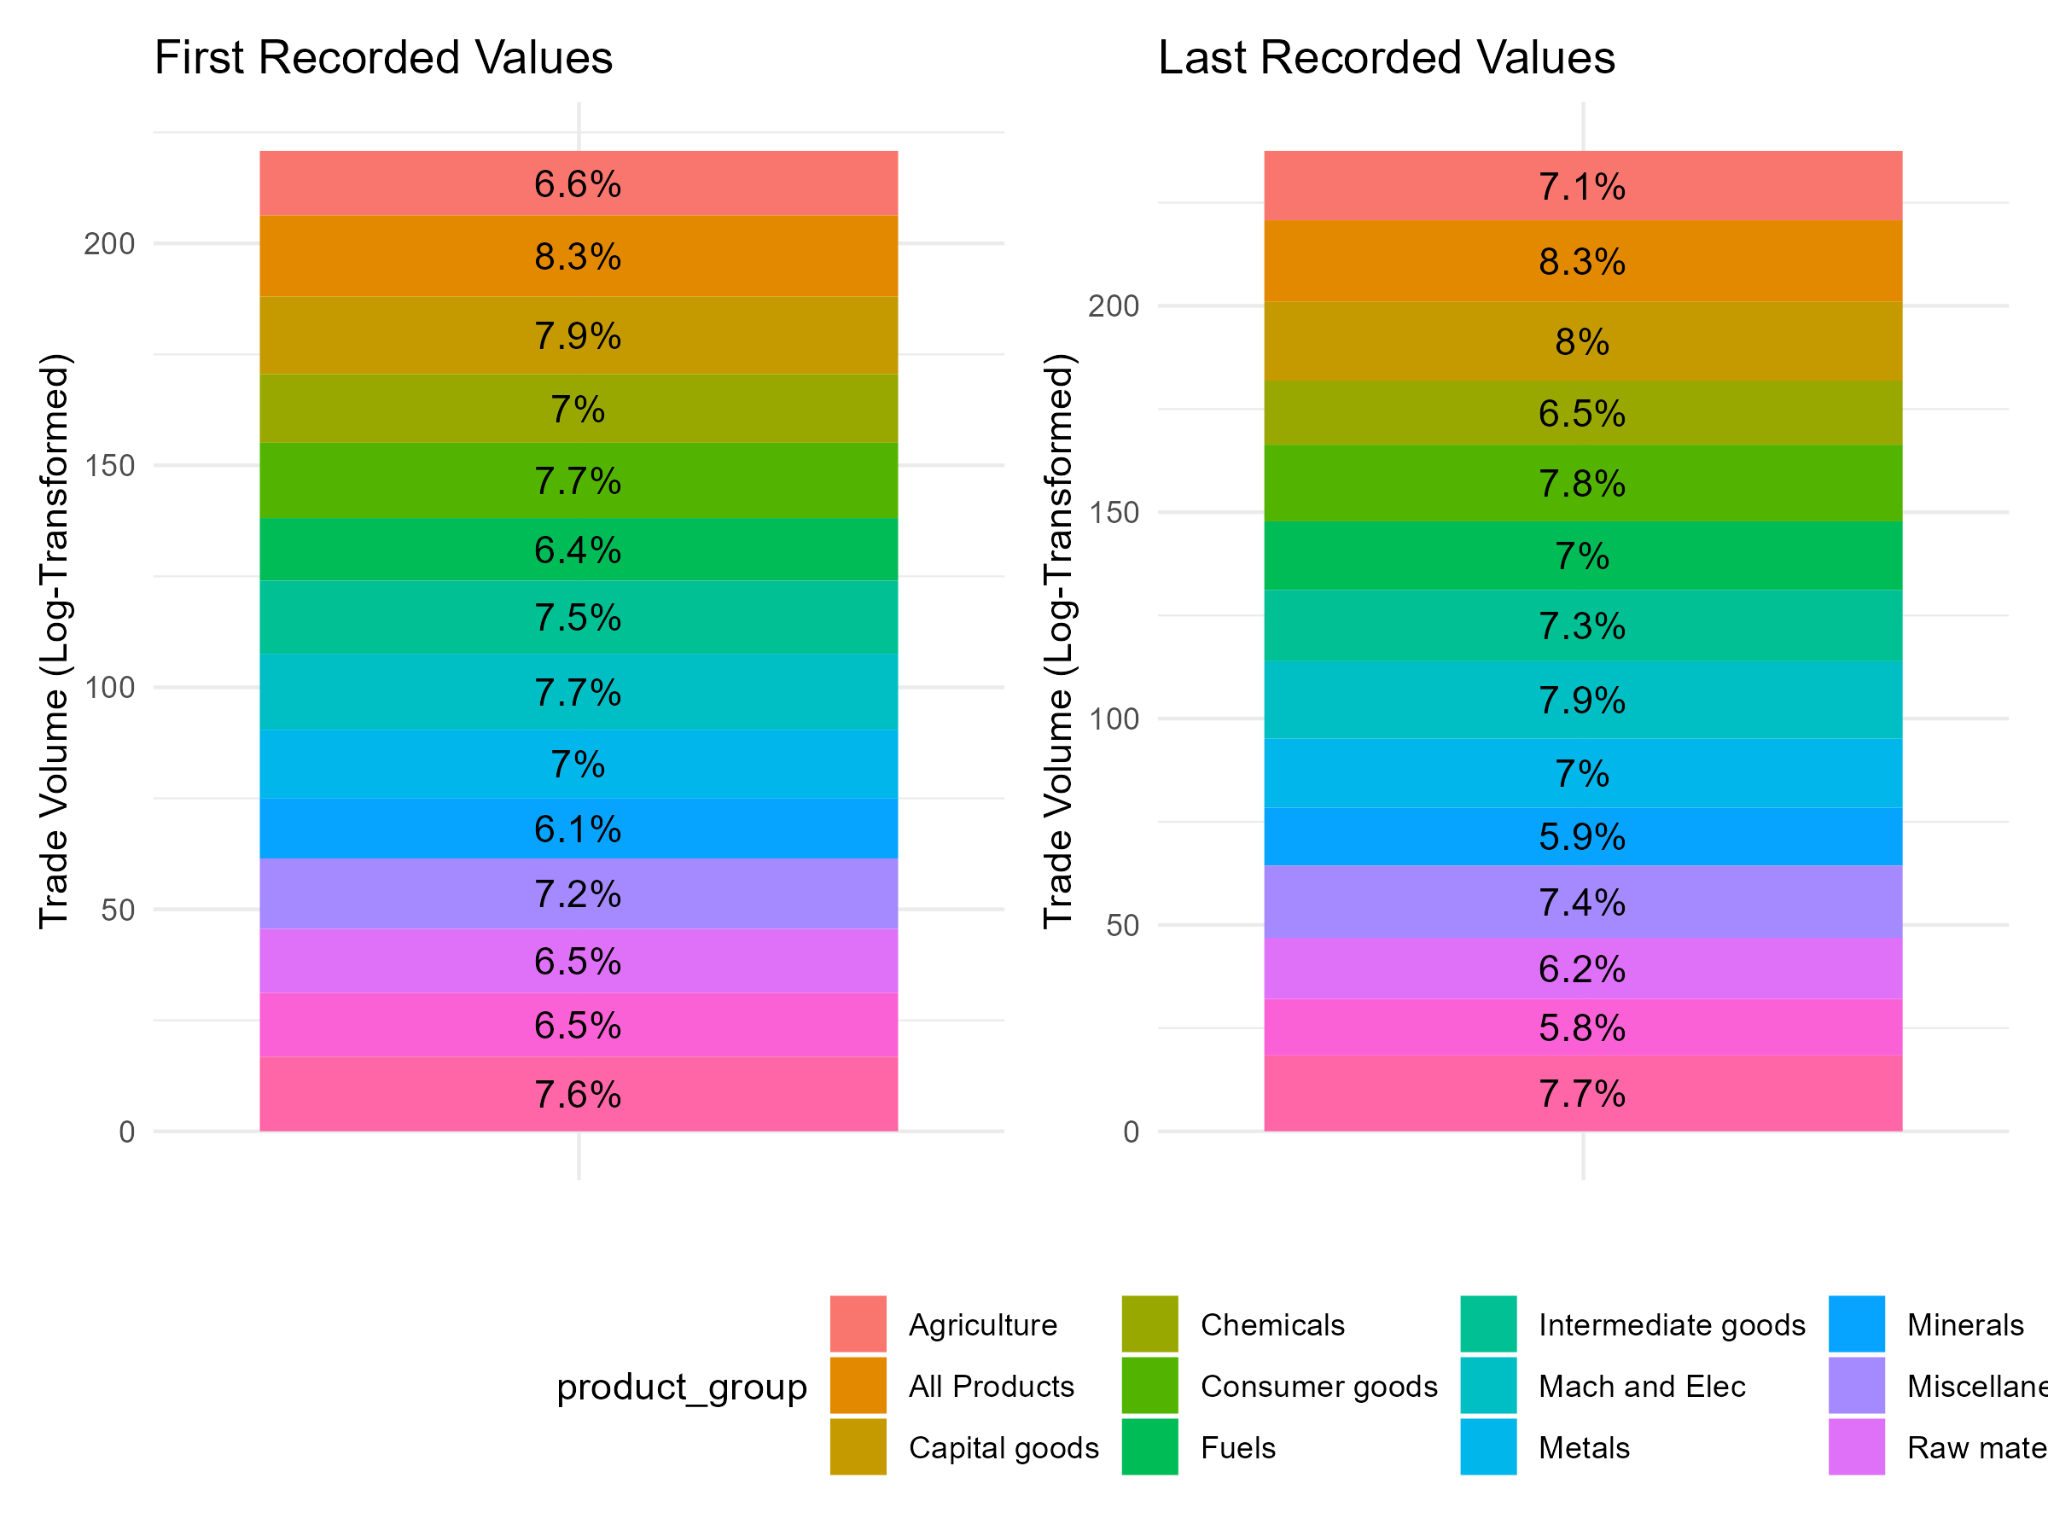 First Recorded Values
Trade Volume (Log-Transformed)
200
150
100
50
0
6.6%
8.3%
7.9%
7%
7.7%
6.4%
7.5%
7.7%
7%
6.1%
7.2%
6.5%
6.5%
7.6%
Last Recorded Values
Trade Volume (Log-Transformed)
200
150
100
50
0
7.1%
8.3%
8%
6.5%
7.8%
7%
7.3%
7.9%
7%
5.9%
7.4%
6.2%
5.8%
7.7%
product_group
Agriculture
All Products
Capital goods
Chemicals
Consumer goods
Fuels
Intermediate goods
Mach and Elec
Metals
Minerals
Miscellane
Raw mate